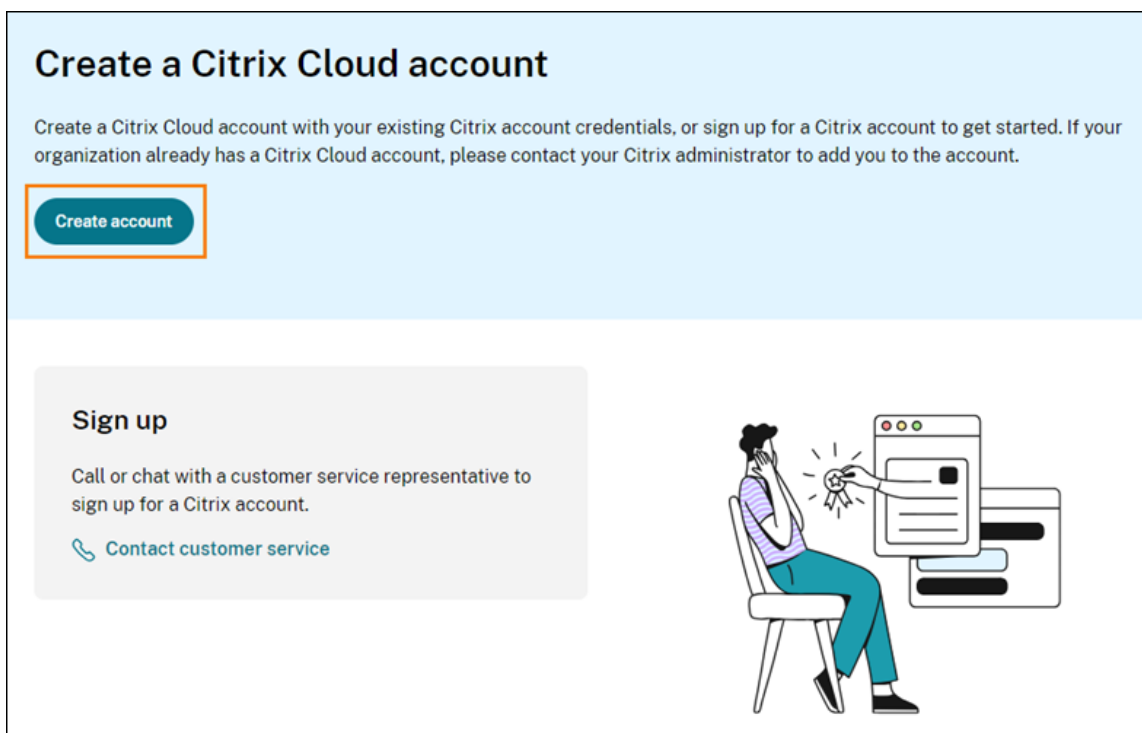 Create a Citrix Cloud account
Create a Citrix Cloud account with your existing Citrix account credentials, or sign up for a Citrix account to get started. If your
organization already has a Citrix Cloud account, please contact your Citrix administrator to add you to the account.
Create account
Sign up
Call or chat with a customer service representative to
sign up for a Citrix account.
Contact customer service